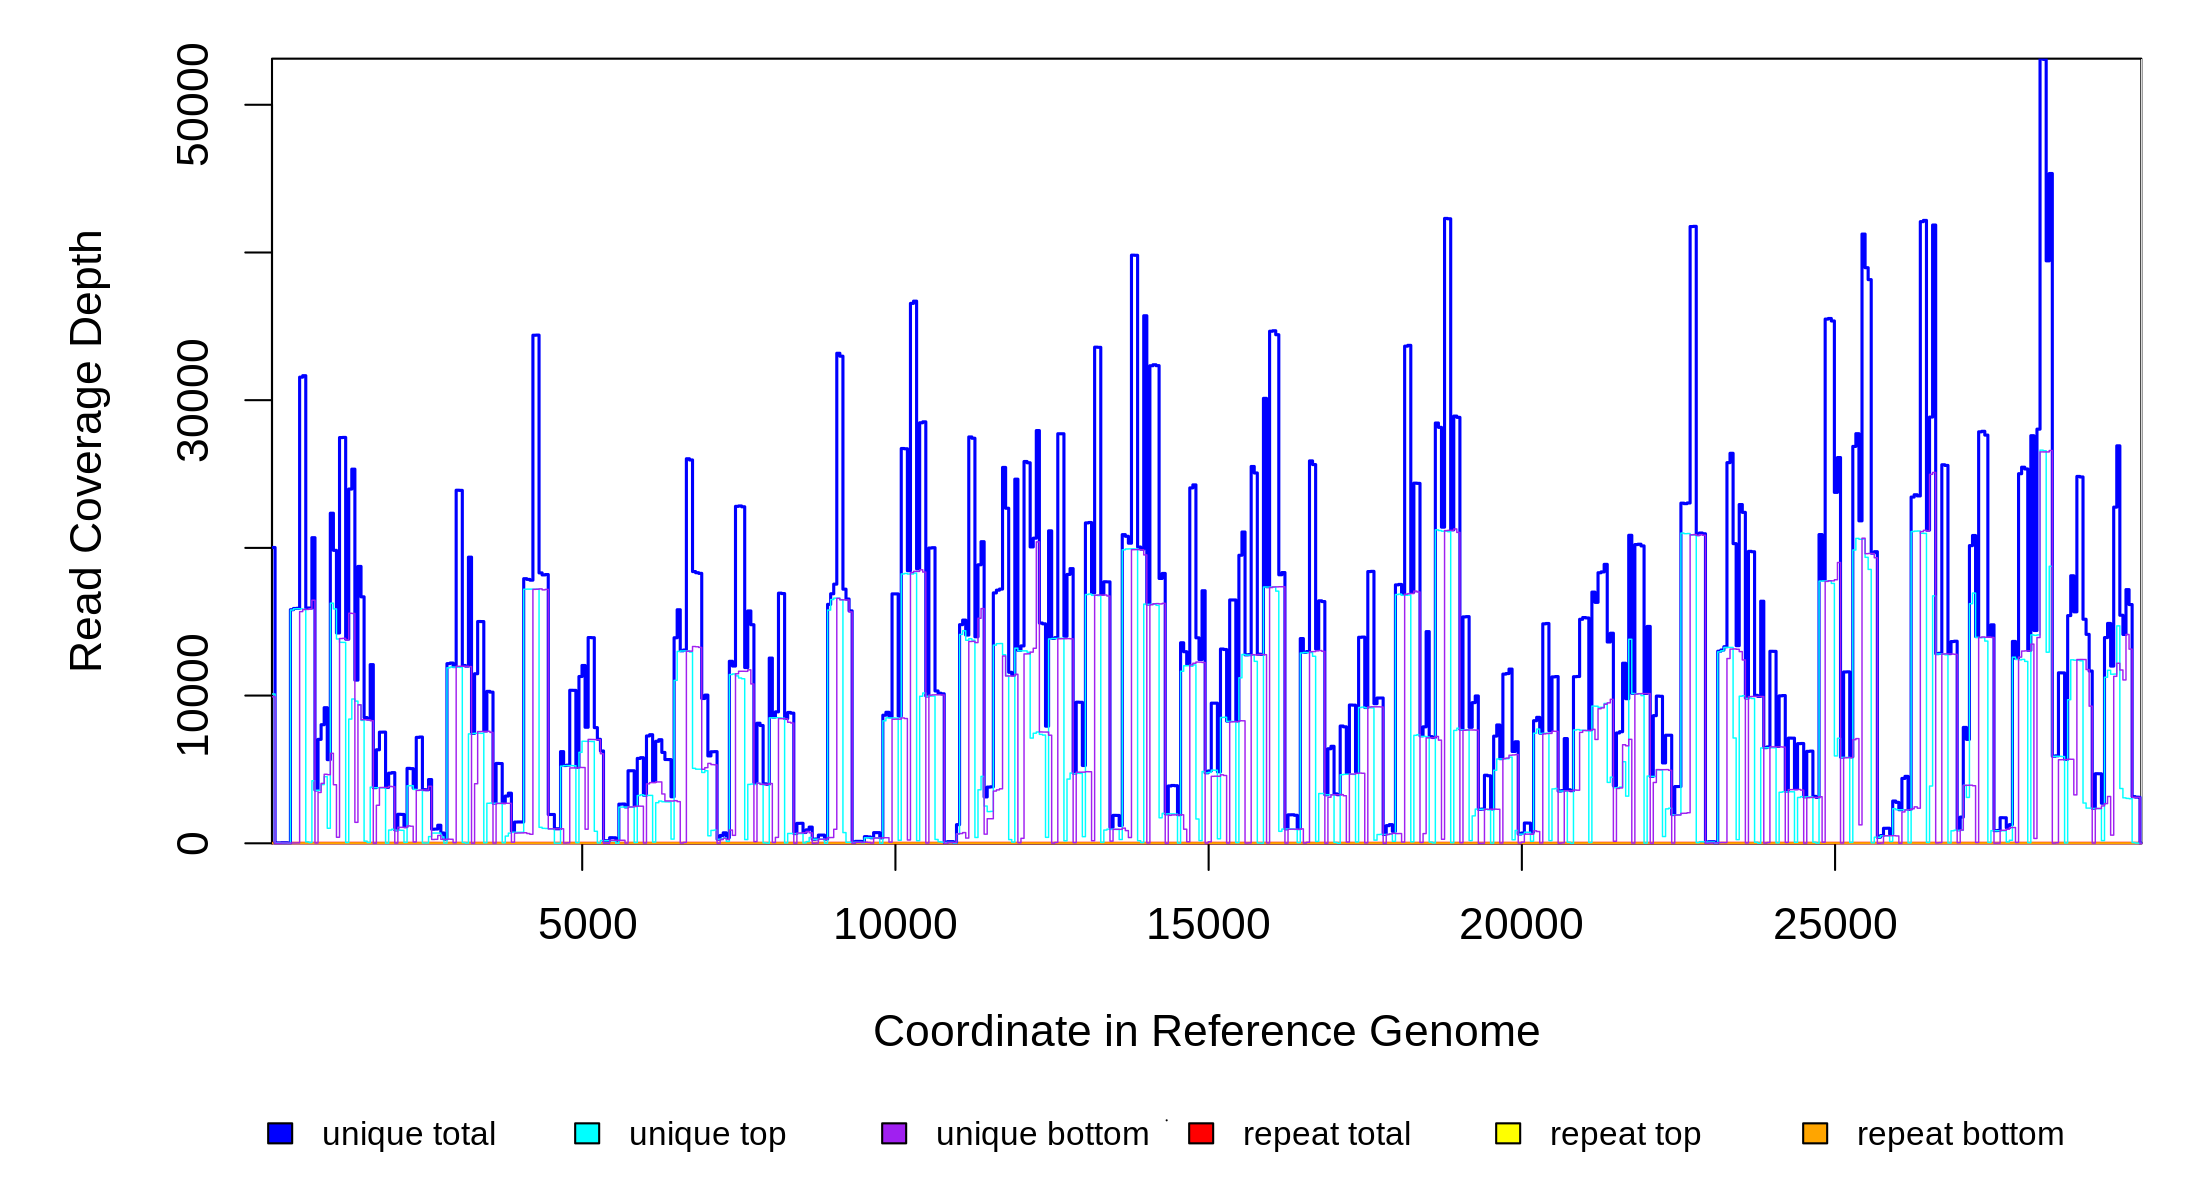 Read Coverage Depth
50000
30000
10000
0
5000 10000 15000 20000 25000
Coordinate in Reference Genome
unique total unique top unique bottom repeat total repeat top repeat bottom